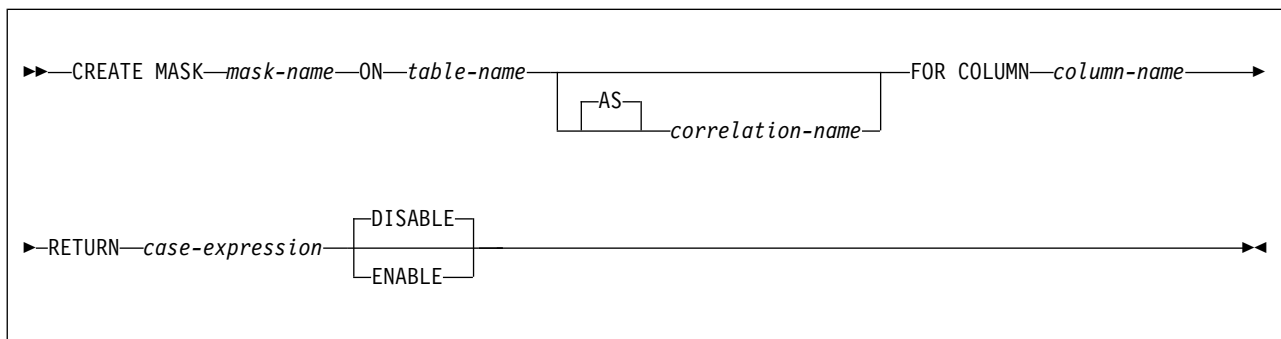 CREATE MASK mask-name ON table-name FOR COLUMN column-name
AS
correlation-name
RETURN case-expression DISABLE
ENABLE